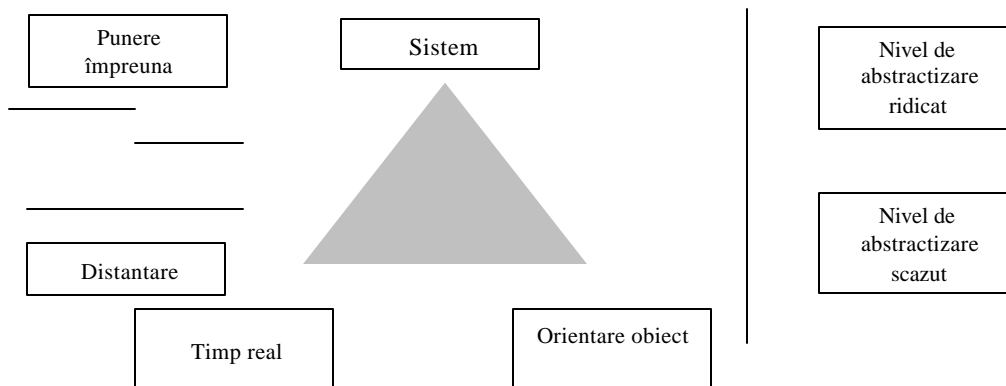 Punere
împreuna
Sistem
Nivel de
abstractizare
ridicat
Nivel de
abstractizare
scazut
Distantare
Timp real
Orientare obiect